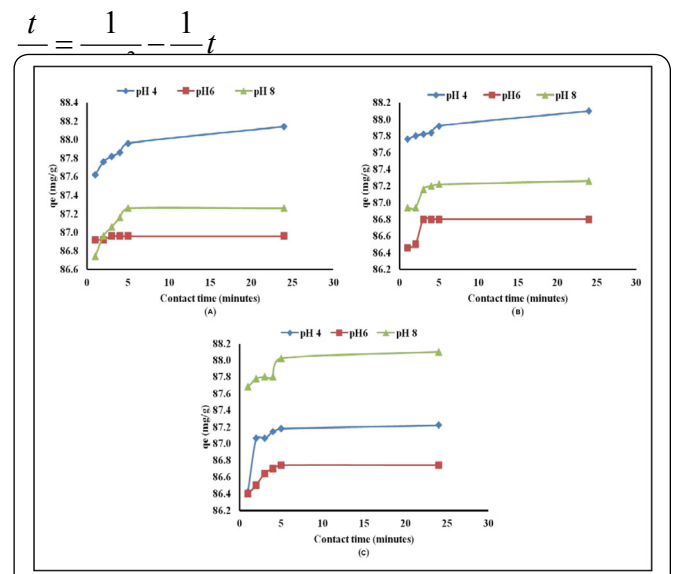 t 1 1
— = — − — t
2
pH 4 pH6 pH 8
88.4
88.2
88.0
87.8
87.6
87.4
87.2
87.0
86.8
86.6
qe (mg/g)
0 5 10 15 20 25 30
Contact time (minutes)
(A)
pH 4 pH6 pH 8
88.2
88.0
87.8
87.6
87.4
87.2
87.0
86.8
86.6
86.4
86.2
qe (mg/g)
0 5 10 15 20 25 30
Contact time (minutes)
(B)
pH 4 pH6 pH 8
88.2
88.0
87.8
87.6
87.4
87.2
87.0
86.8
86.6
86.4
86.2
qe (mg/g)
0 5 10 15 20 25 30
Contact time (minutes)
(C)